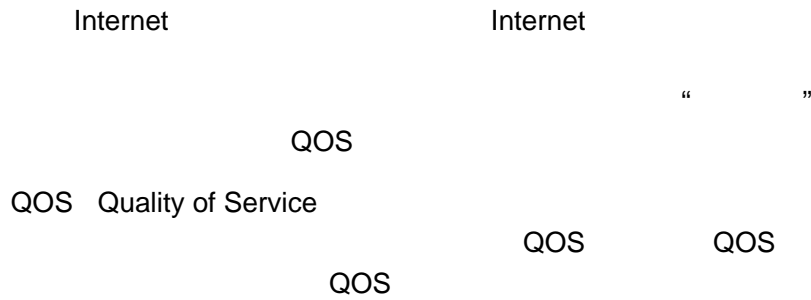 Internet Internet
“ ”
QOS
QOS Quality of Service
QOS QOS
QOS